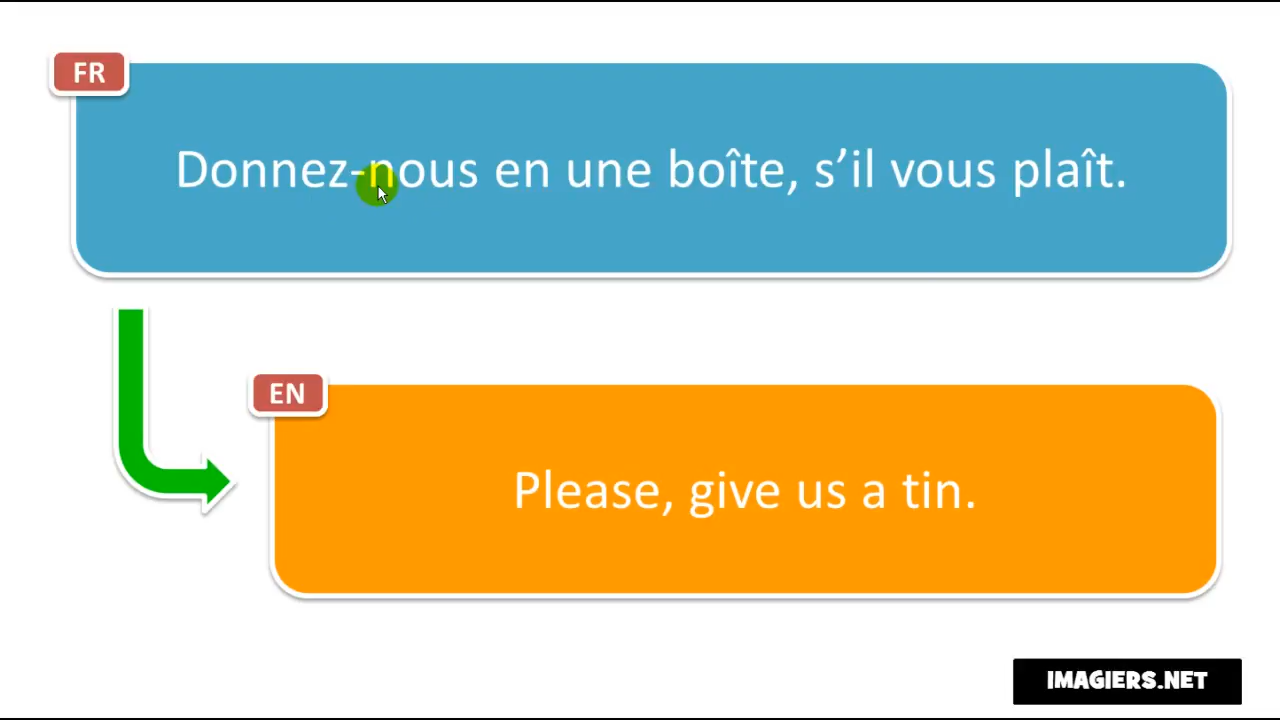 FR
Donnez-nous en une boîte, s’il vous plaît.
EN
Please, give us a tin.
IMAGIERS.NET